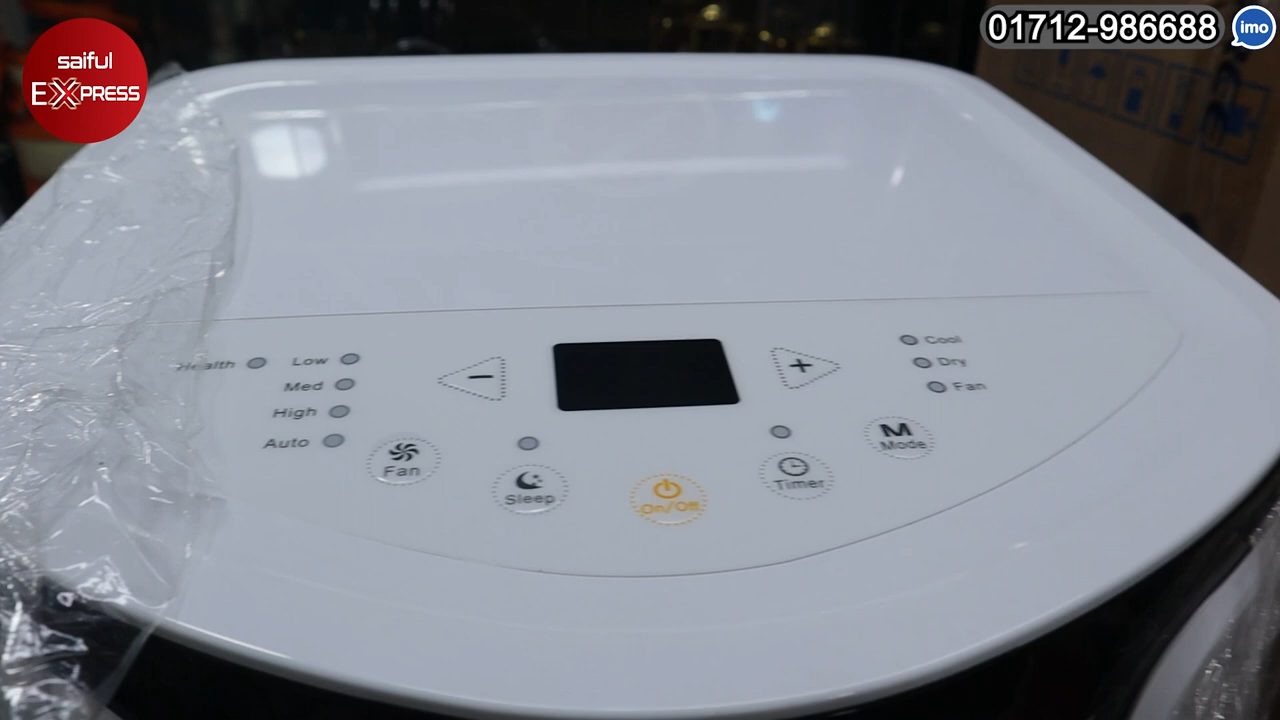 saiful
EXPRESS
01712-986688
imo
Health
Low
Med
High
Auto
Fan
Sleep
On/Off
Timer
M
Mode
Cool
Dry
Fan